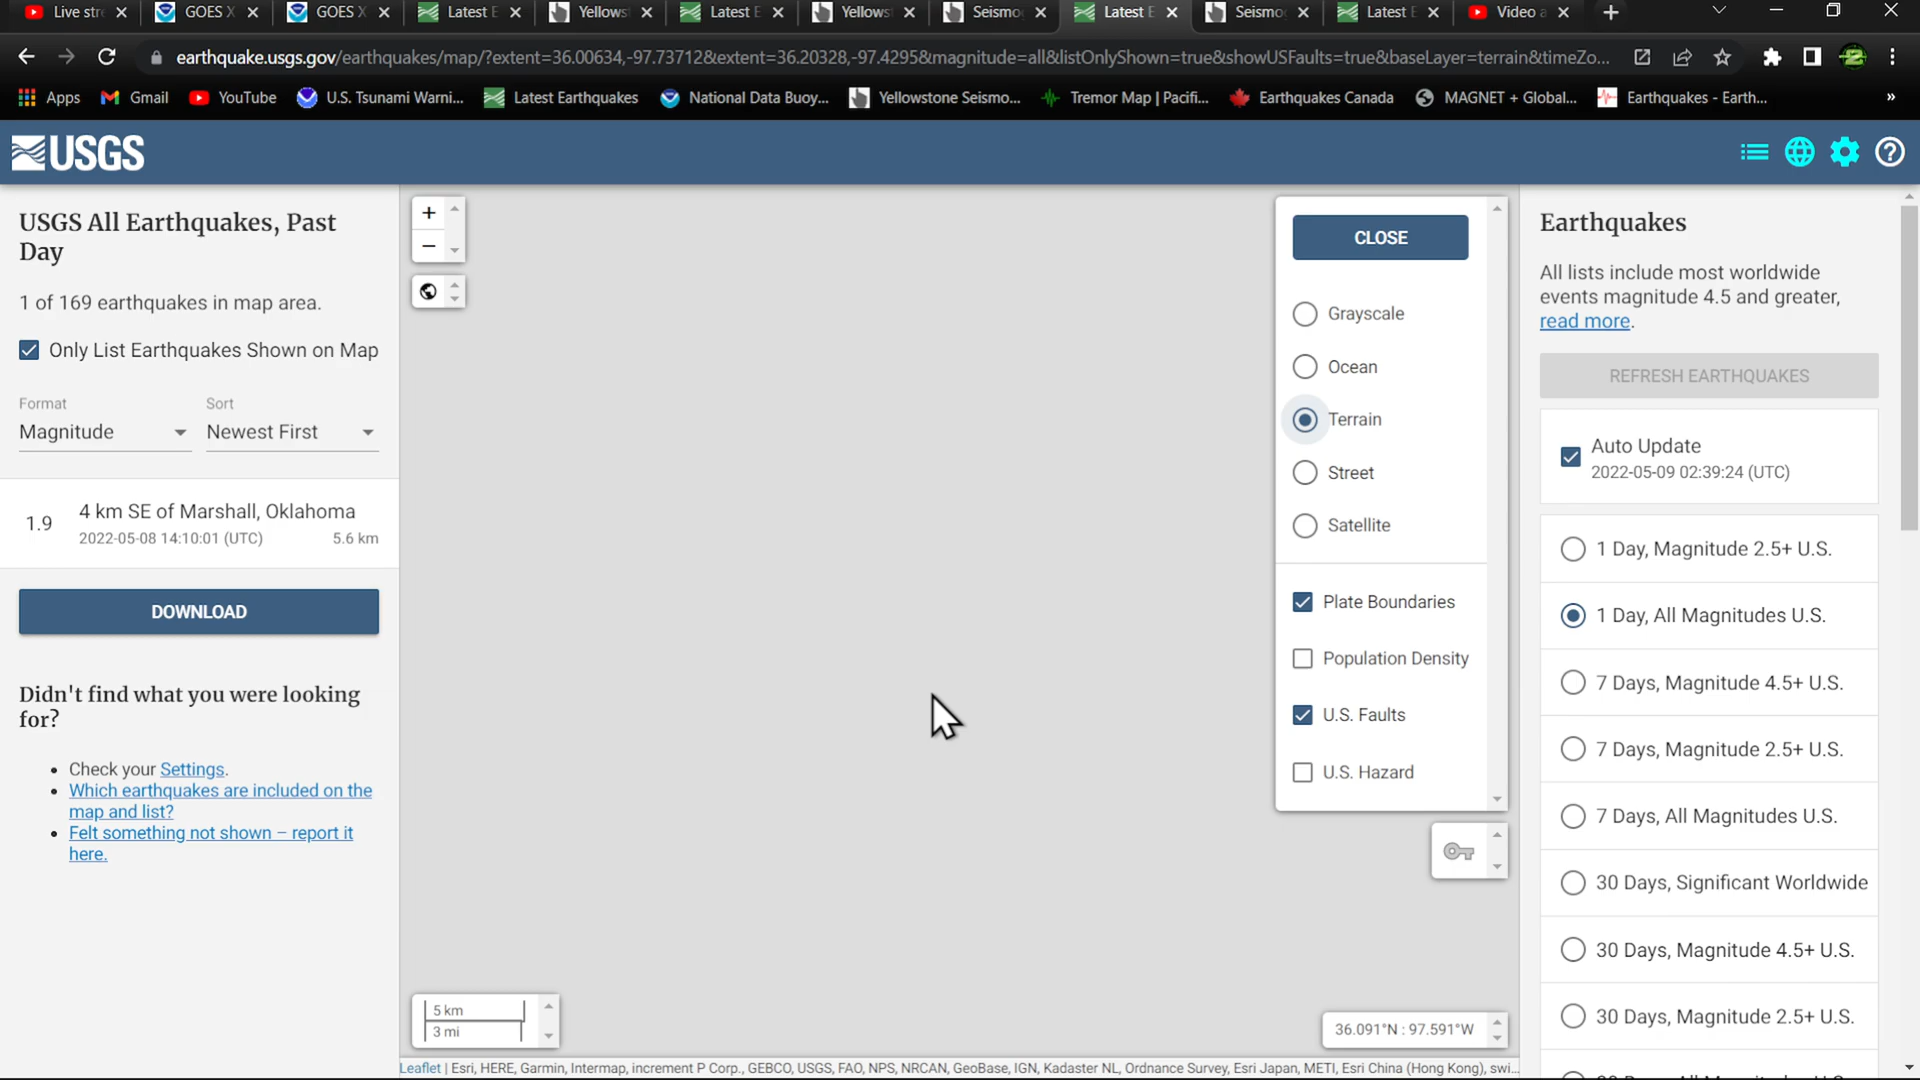 Live stre
GOES X
GOES X
Latest E
Yellows
Latest E
Yellows
Seismo
Latest E
Seismo
Latest E
Video a
earthquake.usgs.gov/earthquakes/map/?extent=36.00634,-97.73712&extent=36.20328,-97.4295&magnitude=all&listOnlyShown=true&showUSFaults=true&baseLayer=terrain&timeZo...
Apps
Gmail
YouTube
U.S. Tsunami Warni...
Latest Earthquakes
National Data Buoy...
Yellowstone Seismo...
Tremor Map | Pacifi...
Earthquakes Canada
MAGNET + Global...
Earthquakes - Earth...
»
USGS
USGS All Earthquakes, Past
Day
1 of 169 earthquakes in map area.
Only List Earthquakes Shown on Map
Format
Magnitude
Sort
Newest First
1.9
4 km SE of Marshall, Oklahoma
2022-05-08 14:10:01 (UTC)
5.6 km
DOWNLOAD
Didn't find what you were looking
for?
• Check your Settings.
• Which earthquakes are included on the
map and list?
• Felt something not shown – report it
here.
+
−
5 km
3 mi
CLOSE
Grayscale
Ocean
Terrain
Street
Satellite
Plate Boundaries
Population Density
U.S. Faults
U.S. Hazard
36.091°N : 97.591°W
Leaflet | Esri, HERE, Garmin, Intermap, increment P Corp., GEBCO, USGS, FAO, NPS, NRCAN, GeoBase, IGN, Kadaster NL, Ordnance Survey, Esri Japan, METI, Esri China (Hong Kong), swi...
Earthquakes
All lists include most worldwide
events magnitude 4.5 and greater,
read more.
REFRESH EARTHQUAKES
Auto Update
2022-05-09 02:39:24 (UTC)
1 Day, Magnitude 2.5+ U.S.
1 Day, All Magnitudes U.S.
7 Days, Magnitude 4.5+ U.S.
7 Days, Magnitude 2.5+ U.S.
7 Days, All Magnitudes U.S.
30 Days, Significant Worldwide
30 Days, Magnitude 4.5+ U.S.
30 Days, Magnitude 2.5+ U.S.